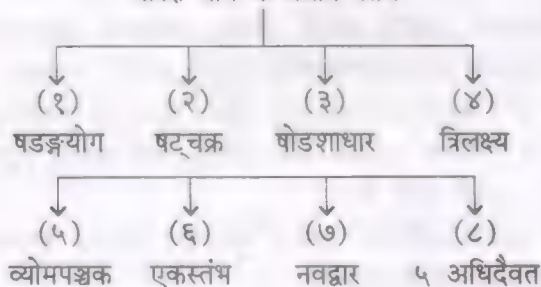 (१) (२) (३) (४)
षडङ्गयोग षट्चक्र षोडशाधार त्रिलक्ष्य
(५) (६) (७) (८)
व्योमपञ्चक एकस्तंभ नवद्वार ५ अधिदैवत